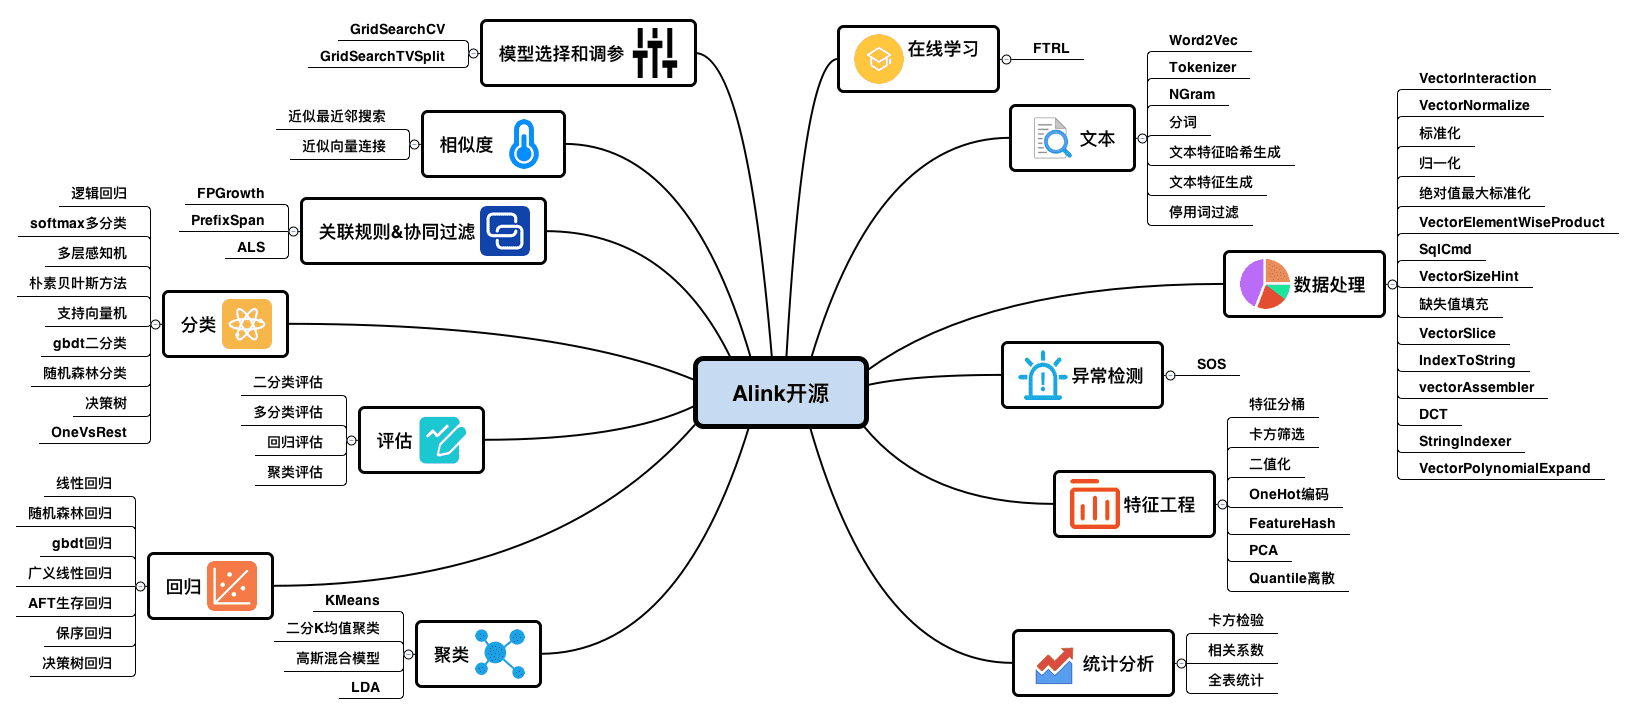 Alink开源
模型选择和调参
GridSearchCV
GridSearchTVSplit
相似度
近似最近邻搜索
近似向量连接
关联规则&协同过滤
FPGrowth
PrefixSpan
ALS
分类
逻辑回归
softmax多分类
多层感知机
朴素贝叶斯方法
支持向量机
gbdt二分类
随机森林分类
决策树
OneVsRest
评估
二分类评估
多分类评估
回归评估
聚类评估
回归
线性回归
随机森林回归
gbdt回归
广义线性回归
AFT生存回归
保序回归
决策树回归
聚类
KMeans
二分K均值聚类
高斯混合模型
LDA
在线学习
FTRL
文本
Word2Vec
Tokenizer
NGram
分词
文本特征哈希生成
文本特征生成
停用词过滤
数据处理
VectorInteraction
VectorNormalize
标准化
归一化
绝对值最大标准化
VectorElementWiseProduct
SqlCmd
VectorSizeHint
缺失值填充
VectorSlice
IndexToString
vectorAssembler
DCT
StringIndexer
VectorPolynomialExpand
异常检测
SOS
特征工程
特征分桶
卡方筛选
二值化
OneHot编码
FeatureHash
PCA
Quantile离散
统计分析
卡方检验
相关系数
全表统计